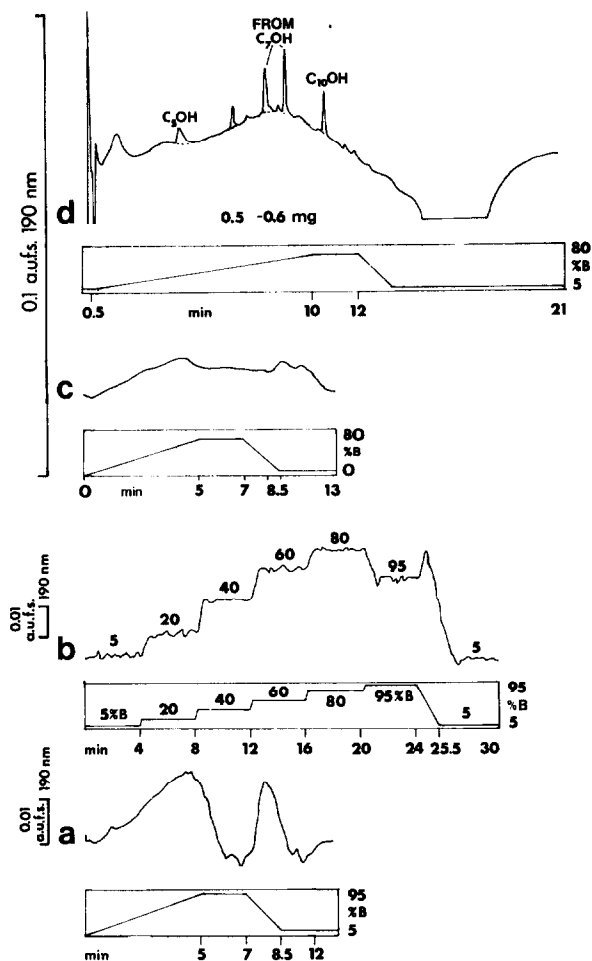 FROM
C₇OH
C₅OH
C₁₀OH
0.1 a.u.f.s. 190 nm
d
0.5 -0.6 mg
80
%B
5
0.5 min 10 12 21
c
80
%B
0
0 min 5 7 8.5 13
0.01
a.u.f.s.
190 nm
b
5 20 40 60 80 95 5
5%B 20 40 60 80 95%B 5
95
%B
5
min 4 8 12 16 20 24 25.5 30
0.01
a.u.f.s.
190 nm
a
95
%B
5
min 5 7 8.5 12